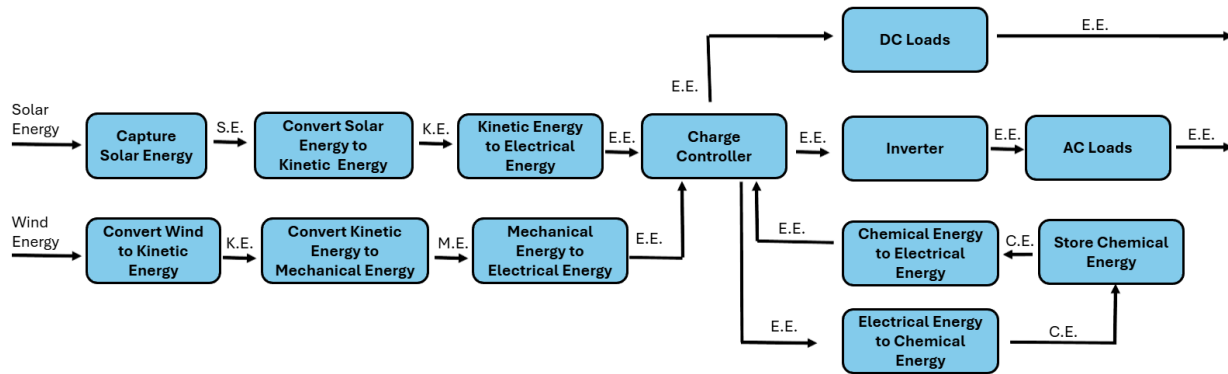 DC Loads
E.E.
E.E.
Solar
Energy
Capture
Solar Energy
S.E.
Convert Solar
Energy to
Kinetic Energy
K.E.
Kinetic Energy
to Electrical
Energy
E.E.
Charge
Controller
E.E.
Inverter
E.E.
AC Loads
E.E.
Wind
Energy
Convert Wind
to Kinetic
Energy
K.E.
Convert Kinetic
Energy to
Mechanical Energy
M.E.
Mechanical
Energy to
Electrical Energy
E.E.
E.E.
Chemical Energy
to Electrical
Energy
C.E.
Store Chemical
Energy
E.E.
Electrical Energy
to Chemical
Energy
C.E.